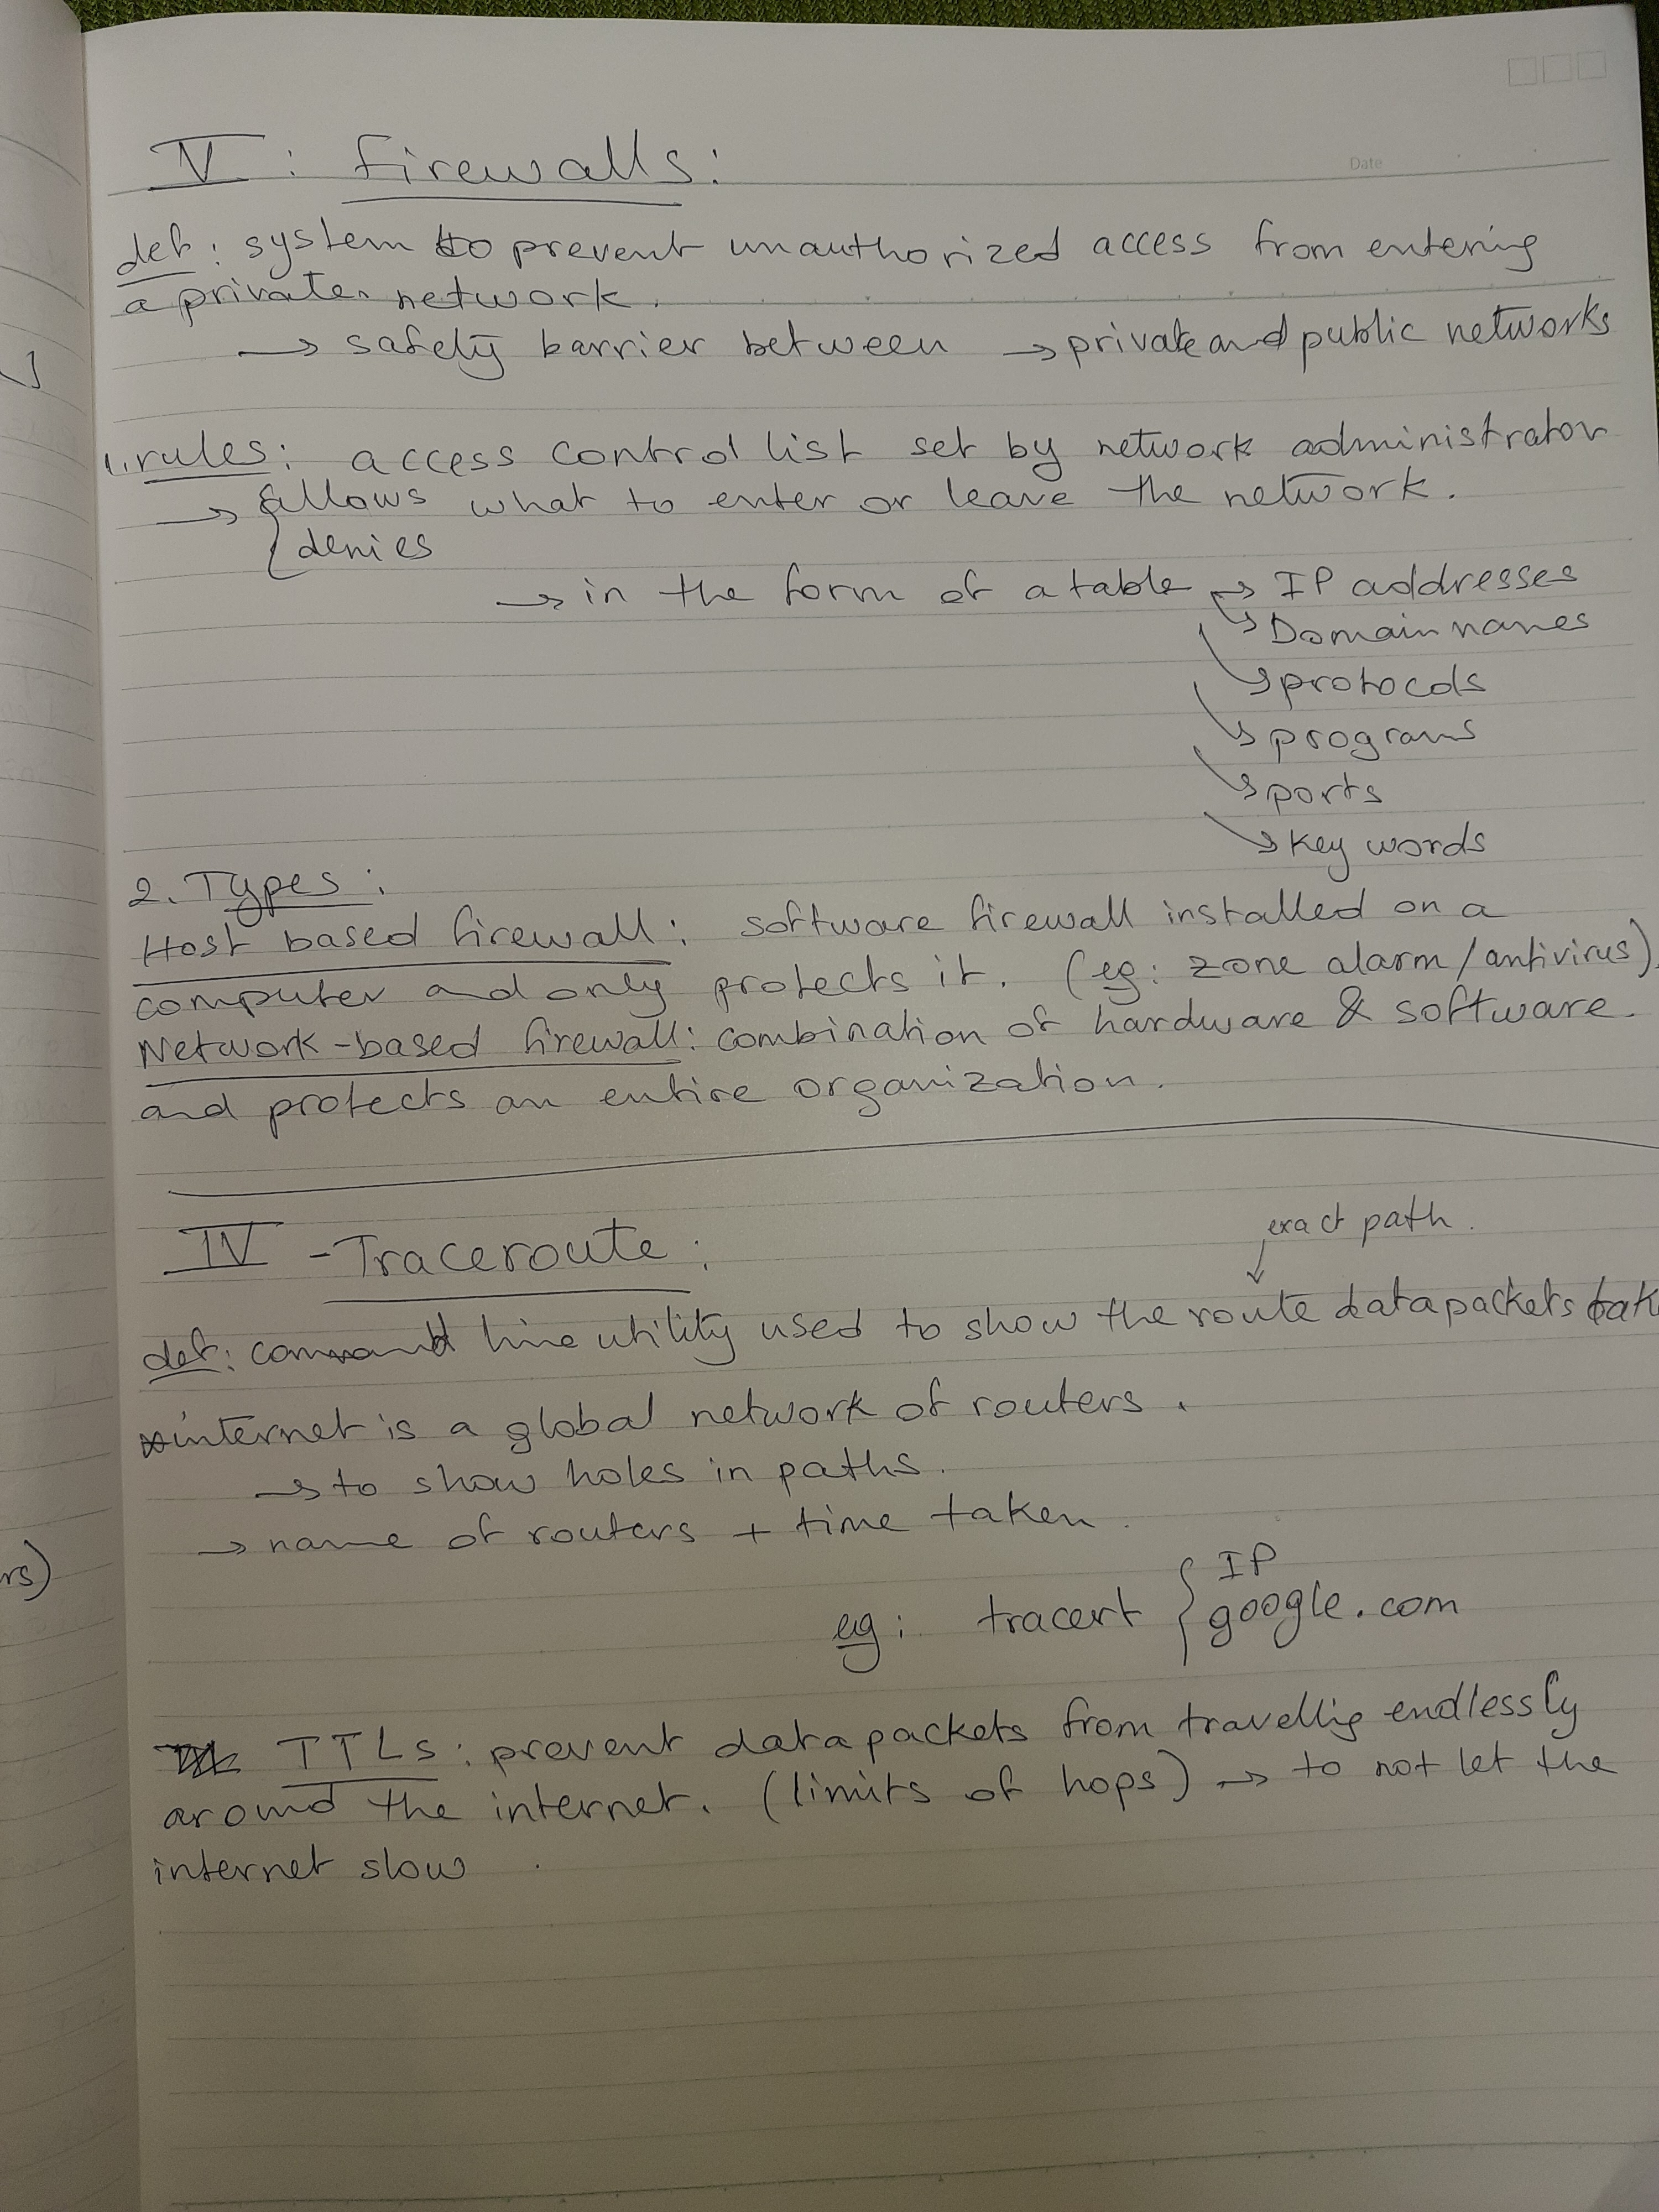 Date
V : firewalls :
def : system to prevent unauthorized access from entering
a private network.
→ safety barrier between → private and public networks
1. rules : access control list set by network administrator
→ { allows what to enter or leave the network.
denies
→ in the form of a table → IP addresses
→ Domain names
→ protocols
→ programs
→ ports
→ key words
2. Types :
Host based firewall : software firewall installed on a
computer and only protects it. (eg : zone alarm / antivirus).
Network-based firewall : combination of hardware & software.
and protects an entire organization.
IV - Traceroute :
exact path.
def : command line utility used to show the route data packets tak
internet is a global network of routers.
→ to show holes in paths.
→ name of routers + time taken.
rs)
eg : tracert { IP
google.com
TTLs : prevent data packets from travellig endlessly
around the internet. (limits of hops) → to not let the
internet slow